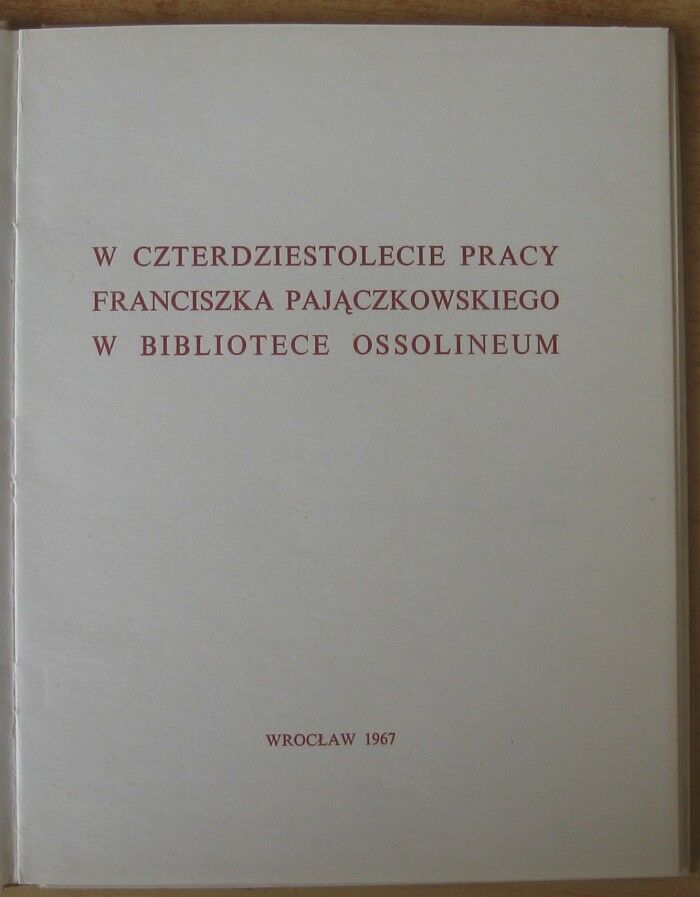 W CZTERDZIESTOLECIE PRACY
FRANCISZKA PAJĄCZKOWSKIEGO
W BIBLIOTECE OSSOLINEUM
WROCŁAW 1967